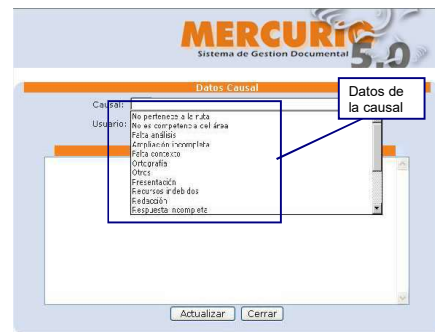 MERCURIO
Sistema de Gestion Documental
5.0
Datos Causal
Datos de
la causal
Causal:
Usuario:
No pertenece a la ruta
No es competencia del área
Falta análisis
Ampliación incompleta
Falta contexto
Ortografía
Otros
Presentación
Recursos indebidos
Redacción
Respuesta incompleta
Actualizar
Cerrar